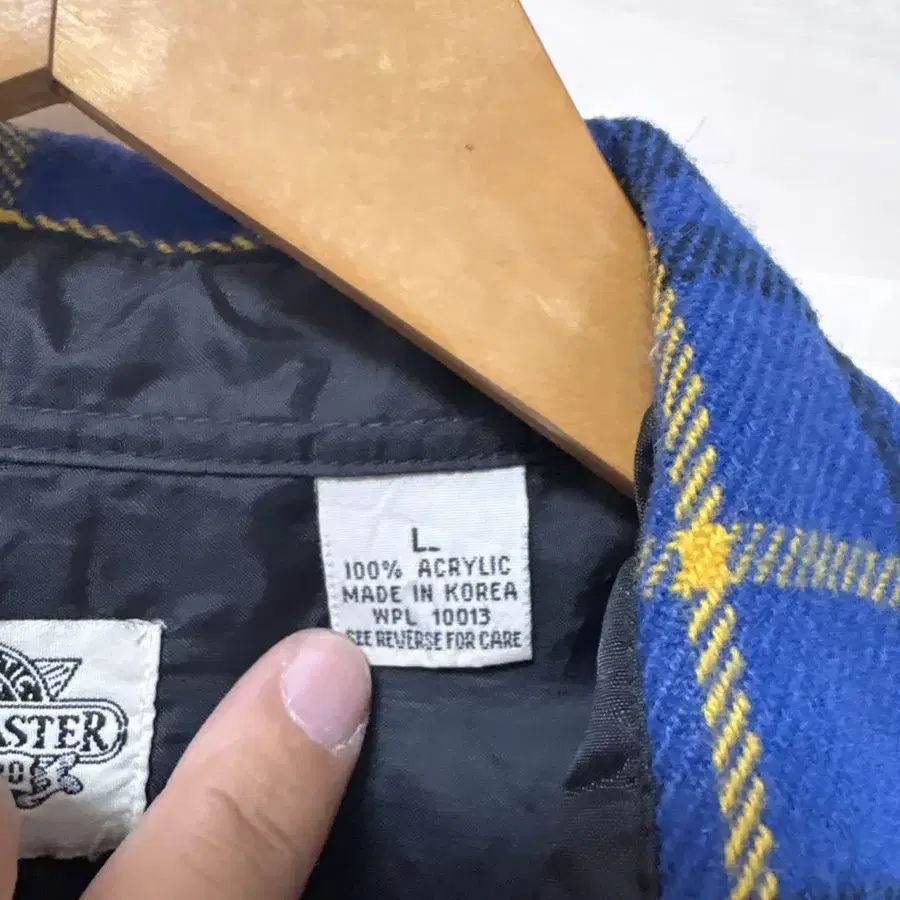 L
100% ACRYLIC
MADE IN KOREA
WPL 10013
SEE REVERSE FOR CARE
ASTER